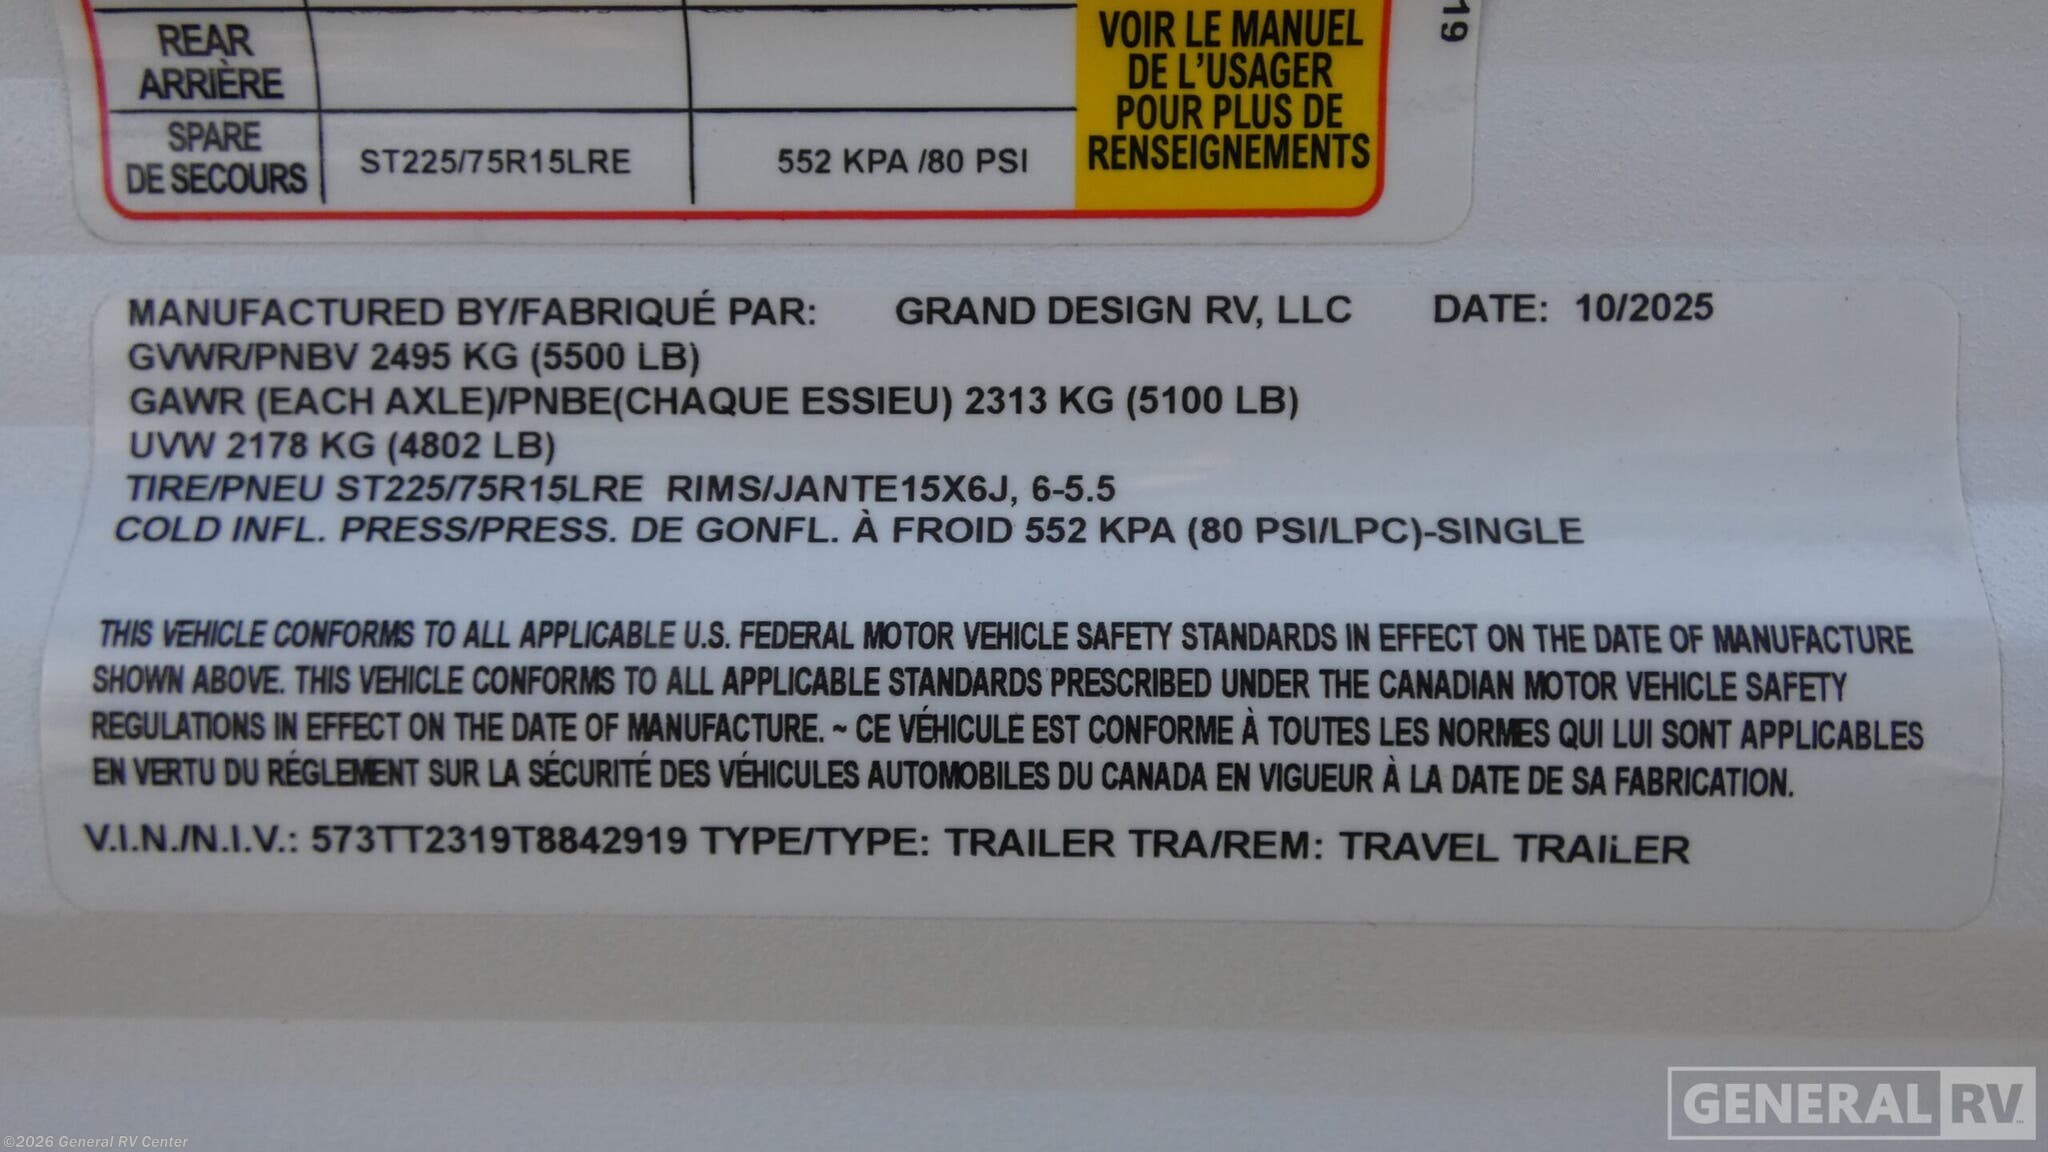 REAR
ARRIÈRE
SPARE
DE SECOURS
ST225/75R15LRE
552 KPA /80 PSI
VOIR LE MANUEL
DE L'USAGER
POUR PLUS DE
RENSEIGNEMENTS
19
MANUFACTURED BY/FABRIQUÉ PAR: GRAND DESIGN RV, LLC DATE: 10/2025
GVWR/PNBV 2495 KG (5500 LB)
GAWR (EACH AXLE)/PNBE(CHAQUE ESSIEU) 2313 KG (5100 LB)
UVW 2178 KG (4802 LB)
TIRE/PNEU ST225/75R15LRE RIMS/JANTE15X6J, 6-5.5
COLD INFL. PRESS/PRESS. DE GONFL. À FROID 552 KPA (80 PSI/LPC)-SINGLE
THIS VEHICLE CONFORMS TO ALL APPLICABLE U.S. FEDERAL MOTOR VEHICLE SAFETY STANDARDS IN EFFECT ON THE DATE OF MANUFACTURE
SHOWN ABOVE. THIS VEHICLE CONFORMS TO ALL APPLICABLE STANDARDS PRESCRIBED UNDER THE CANADIAN MOTOR VEHICLE SAFETY
REGULATIONS IN EFFECT ON THE DATE OF MANUFACTURE. ~ CE VÉHICULE EST CONFORME À TOUTES LES NORMES QUI LUI SONT APPLICABLES
EN VERTU DU RÉGLEMENT SUR LA SÉCURITÉ DES VÉHICULES AUTOMOBILES DU CANADA EN VIGUEUR À LA DATE DE SA FABRICATION.
V.I.N./N.I.V.: 573TT2319T8842919 TYPE/TYPE: TRAILER TRA/REM: TRAVEL TRAILER
GENERAL RV
©2026 General RV Center